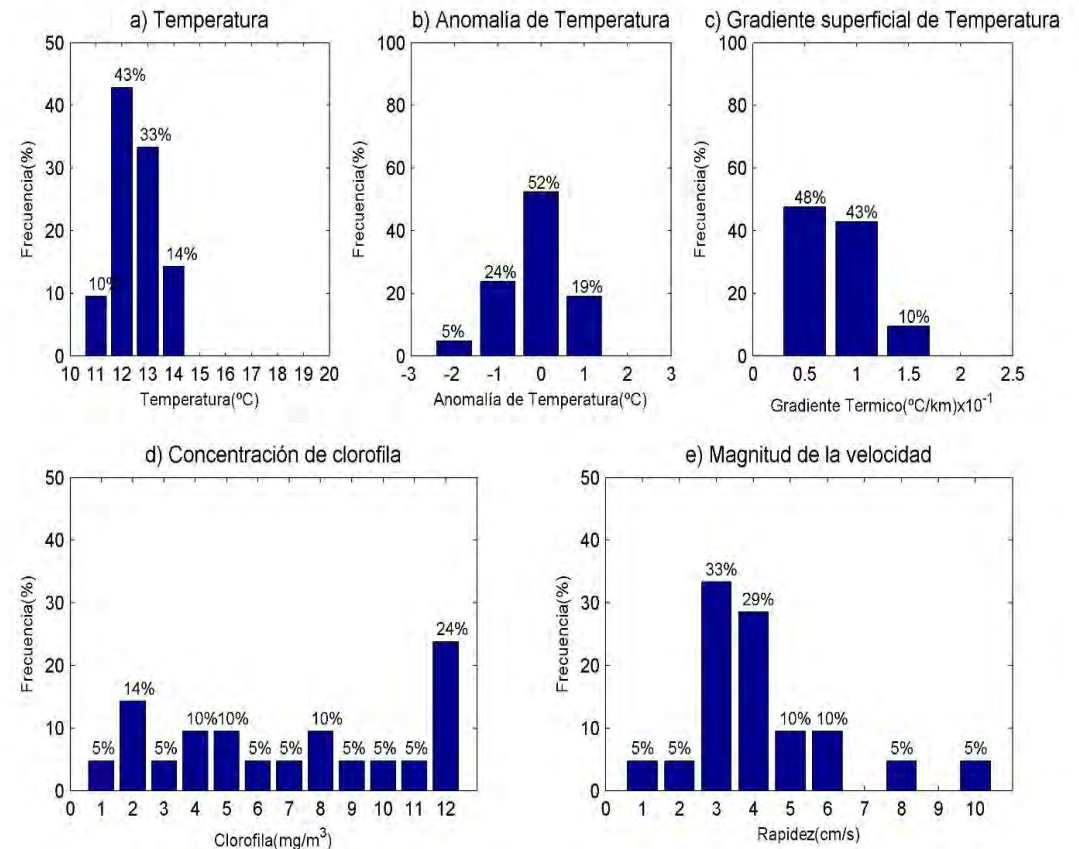 a) Temperatura
50
40
30
20
10
0
Frecuencia(%)
10%
43%
33%
14%
10 11 12 13 14 15 16 17 18 19 20
Temperatura(ºC)
b) Anomalía de Temperatura
100
80
60
40
20
0
Frecuencia(%)
5%
24%
52%
19%
-3 -2 -1 0 1 2 3
Anomalía de Temperatura(ºC)
c) Gradiente superficial de Temperatura
100
80
60
40
20
0
Frecuencia(%)
48%
43%
10%
0 0.5 1 1.5 2 2.5
Gradiente Termico(ºC/km)x10⁻¹
d) Concentración de clorofila
50
40
30
20
10
0
Frecuencia(%)
5% 14% 5% 10% 10% 5% 5% 10% 5% 5% 5% 24%
0 1 2 3 4 5 6 7 8 9 10 11 12
Clorofila(mg/m³)
e) Magnitud de la velocidad
50
40
30
20
10
0
Frecuencia(%)
5% 5% 33% 29% 10% 10% 5% 5%
0 1 2 3 4 5 6 7 8 9 10
Rapidez(cm/s)